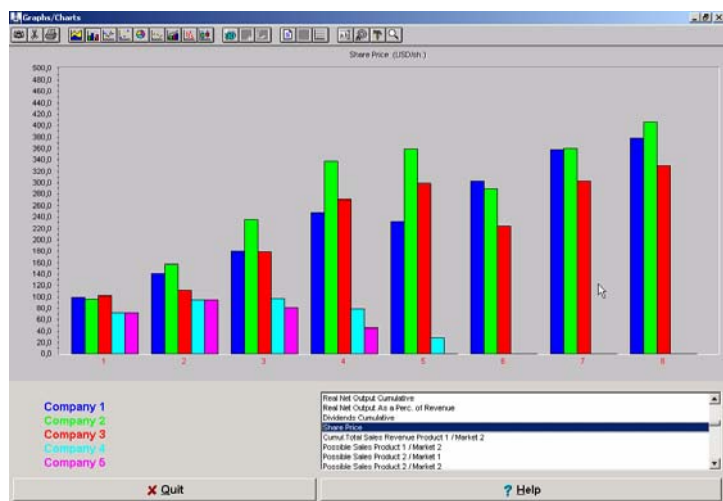 Graphs/Charts
Share Price (USD/sh.)
500,0
480,0
460,0
440,0
420,0
400,0
380,0
360,0
340,0
320,0
300,0
280,0
260,0
240,0
220,0
200,0
180,0
160,0
140,0
120,0
100,0
80,0
60,0
40,0
20,0
0,0
1 2 3 4 5 6 7 8
Company 1
Company 2
Company 3
Company 4
Company 5
Real Net Output Cumulative
Real Net Output As a Perc. of Revenue
Dividends Cumulative
Share Price
Cumul.Total Sales Revenue Product 1 / Market 2
Possible Sales Product 1 / Market 2
Possible Sales Product 2 / Market 1
Possible Sales Product 2 / Market 2
Quit
? Help